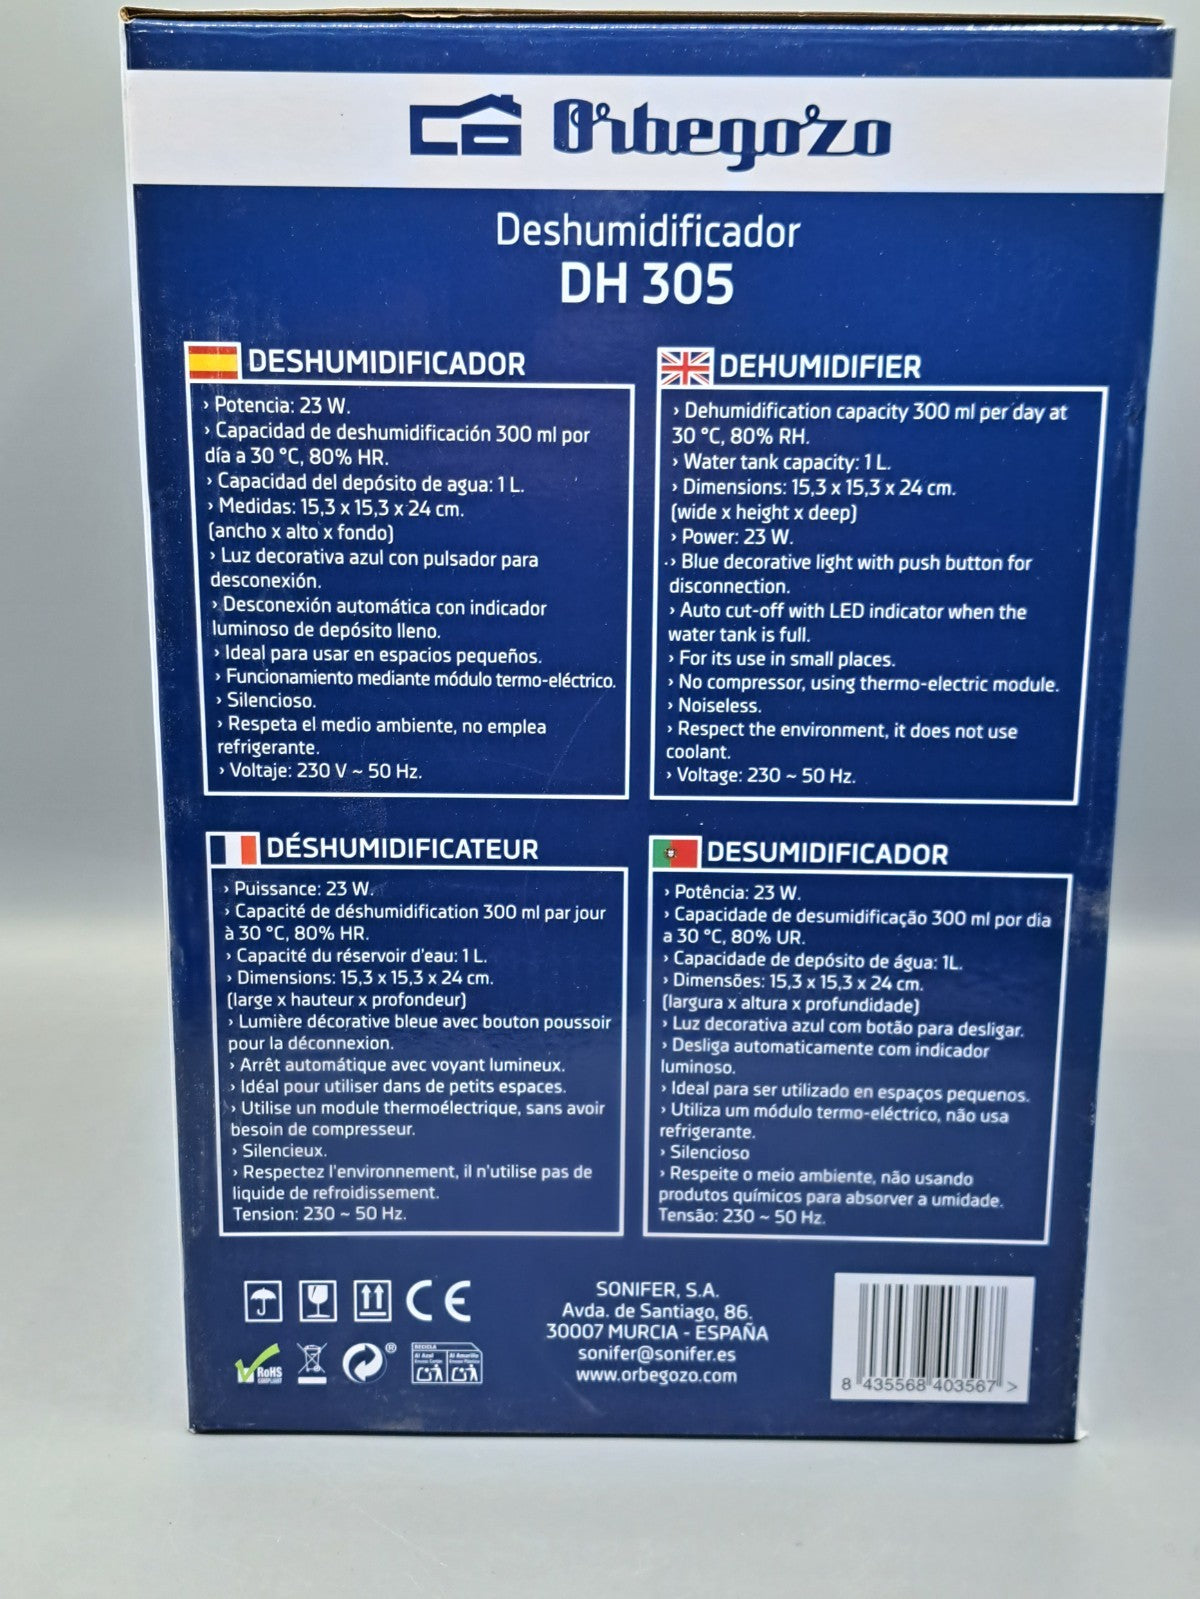 Orbegozo
Deshumidificador
DH 305
DESHUMIDIFICADOR
› Potencia: 23 W.
› Capacidad de deshumidificación 300 ml por
día a 30 °C, 80% HR.
› Capacidad del depósito de agua: 1 L.
› Medidas: 15,3 x 15,3 x 24 cm.
(ancho x alto x fondo)
› Luz decorativa azul con pulsador para
desconexión.
› Desconexión automática con indicador
luminoso de depósito lleno.
› Ideal para usar en espacios pequeños.
› Funcionamiento mediante módulo termo-eléctrico.
› Silencioso.
› Respeta el medio ambiente, no emplea
refrigerante.
› Voltaje: 230 V ~ 50 Hz.
DEHUMIDIFIER
› Dehumidification capacity 300 ml per day at
30 °C, 80% RH.
› Water tank capacity: 1 L.
› Dimensions: 15,3 x 15,3 x 24 cm.
(wide x height x deep)
› Power: 23 W.
› Blue decorative light with push button for
disconnection.
› Auto cut-off with LED indicator when the
water tank is full.
› For its use in small places.
› No compressor, using thermo-electric module.
› Noiseless.
› Respect the environment, it does not use
coolant.
› Voltage: 230 ~ 50 Hz.
DÉSHUMIDIFICATEUR
› Puissance: 23 W.
› Capacité de déshumidification 300 ml par jour
à 30 °C, 80% HR.
› Capacité du réservoir d'eau: 1 L.
› Dimensions: 15,3 x 15,3 x 24 cm.
(large x hauteur x profondeur)
› Lumière décorative bleue avec bouton poussoir
pour la déconnexion.
› Arrêt automátique avec voyant lumineux.
› Idéal pour utiliser dans de petits espaces.
› Utilise un module thermoélectrique, sans avoir
besoin de compresseur.
› Silencieux.
› Respectez l'environnement, il n'utilise pas de
liquide de refroidissement.
Tension: 230 ~ 50 Hz.
DESUMIDIFICADOR
› Potência: 23 W.
› Capacidade de desumidificação 300 ml por dia
a 30 °C, 80% UR.
› Capacidade de depósito de água: 1L.
› Dimensões: 15,3 x 15,3 x 24 cm.
(largura x altura x profundidade)
› Luz decorativa azul com botão para desligar.
› Desliga automaticamente com indicador
luminoso.
› Ideal para ser utilizado en espaços pequenos.
› Utiliza um módulo termo-eléctrico, não usa
refrigerante.
› Silencioso
› Respeite o meio ambiente, não usando
produtos químicos para absorver a umidade.
Tensão: 230 ~ 50 Hz.
CE
RoHS
COMPLIANT
®
RECICLA
Al Azul Al Amarillo
Envase Cartón Envase Plástico
SONIFER, S.A.
Avda. de Santiago, 86.
30007 MURCIA - ESPAÑA
sonifer@sonifer.es
www.orbegozo.com
8 435568 403567 >